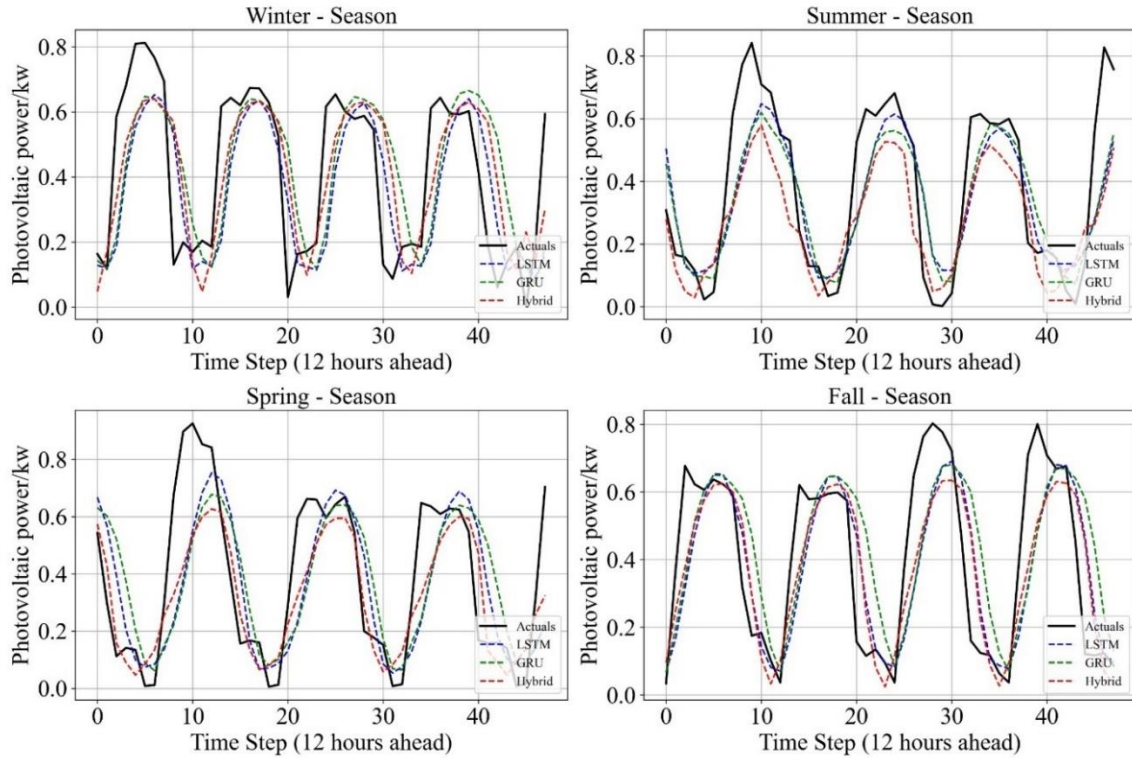 Winter - Season
Photovoltaic power/kw
0.8
0.6
0.4
0.2
0.0
Actuals
LSTM
GRU
Hybrid
0 10 20 30 40
Time Step (12 hours ahead)
Summer - Season
Photovoltaic power/kw
0.8
0.6
0.4
0.2
0.0
Actuals
LSTM
GRU
Hybrid
0 10 20 30 40
Time Step (12 hours ahead)
Spring - Season
Photovoltaic power/kw
0.8
0.6
0.4
0.2
0.0
Actuals
LSTM
GRU
Hybrid
0 10 20 30 40
Time Step (12 hours ahead)
Fall - Season
Photovoltaic power/kw
0.8
0.6
0.4
0.2
0.0
Actuals
LSTM
GRU
Hybrid
0 10 20 30 40
Time Step (12 hours ahead)